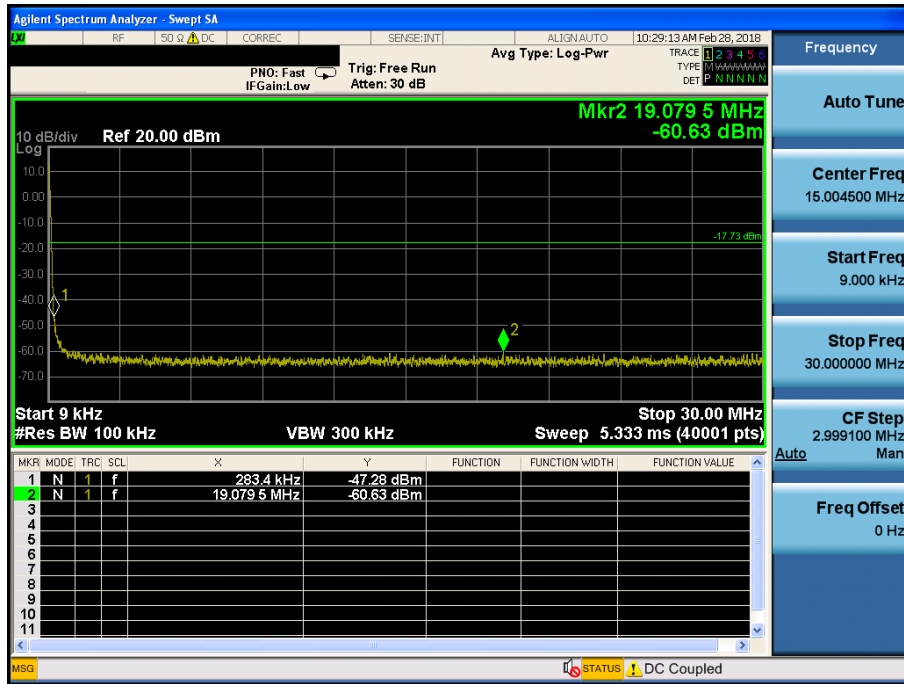 Agilent Spectrum Analyzer - Swept SA
LXI RF 50 Ω DC CORREC SENSE:INT ALIGN AUTO 10:29:13 AM Feb 28, 2018
Avg Type: Log-Pwr TRACE 1 2 3 4 5 6
PNO: Fast Trig: Free Run TYPE MWWWWW
IFGain:Low Atten: 30 dB DET P N N N N N
Mkr2 19.079 5 MHz
-60.63 dBm
10 dB/div Ref 20.00 dBm
Log
10.0
0.00
-10.0
-17.73 dBm
-20.0
-30.0
-40.0
1
-50.0
2
-60.0
-70.0
Start 9 kHz Stop 30.00 MHz
#Res BW 100 kHz VBW 300 kHz Sweep 5.333 ms (40001 pts)
MKR MODE TRC SCL X Y FUNCTION FUNCTION WIDTH FUNCTION VALUE
1 N 1 f 283.4 kHz -47.28 dBm
2 N 1 f 19.079 5 MHz -60.63 dBm
3
4
5
6
7
8
9
10
11
MSG STATUS DC Coupled
Frequency
Auto Tune
Center Freq
15.004500 MHz
Start Freq
9.000 kHz
Stop Freq
30.000000 MHz
CF Step
2.999100 MHz
Auto Man
Freq Offset
0 Hz